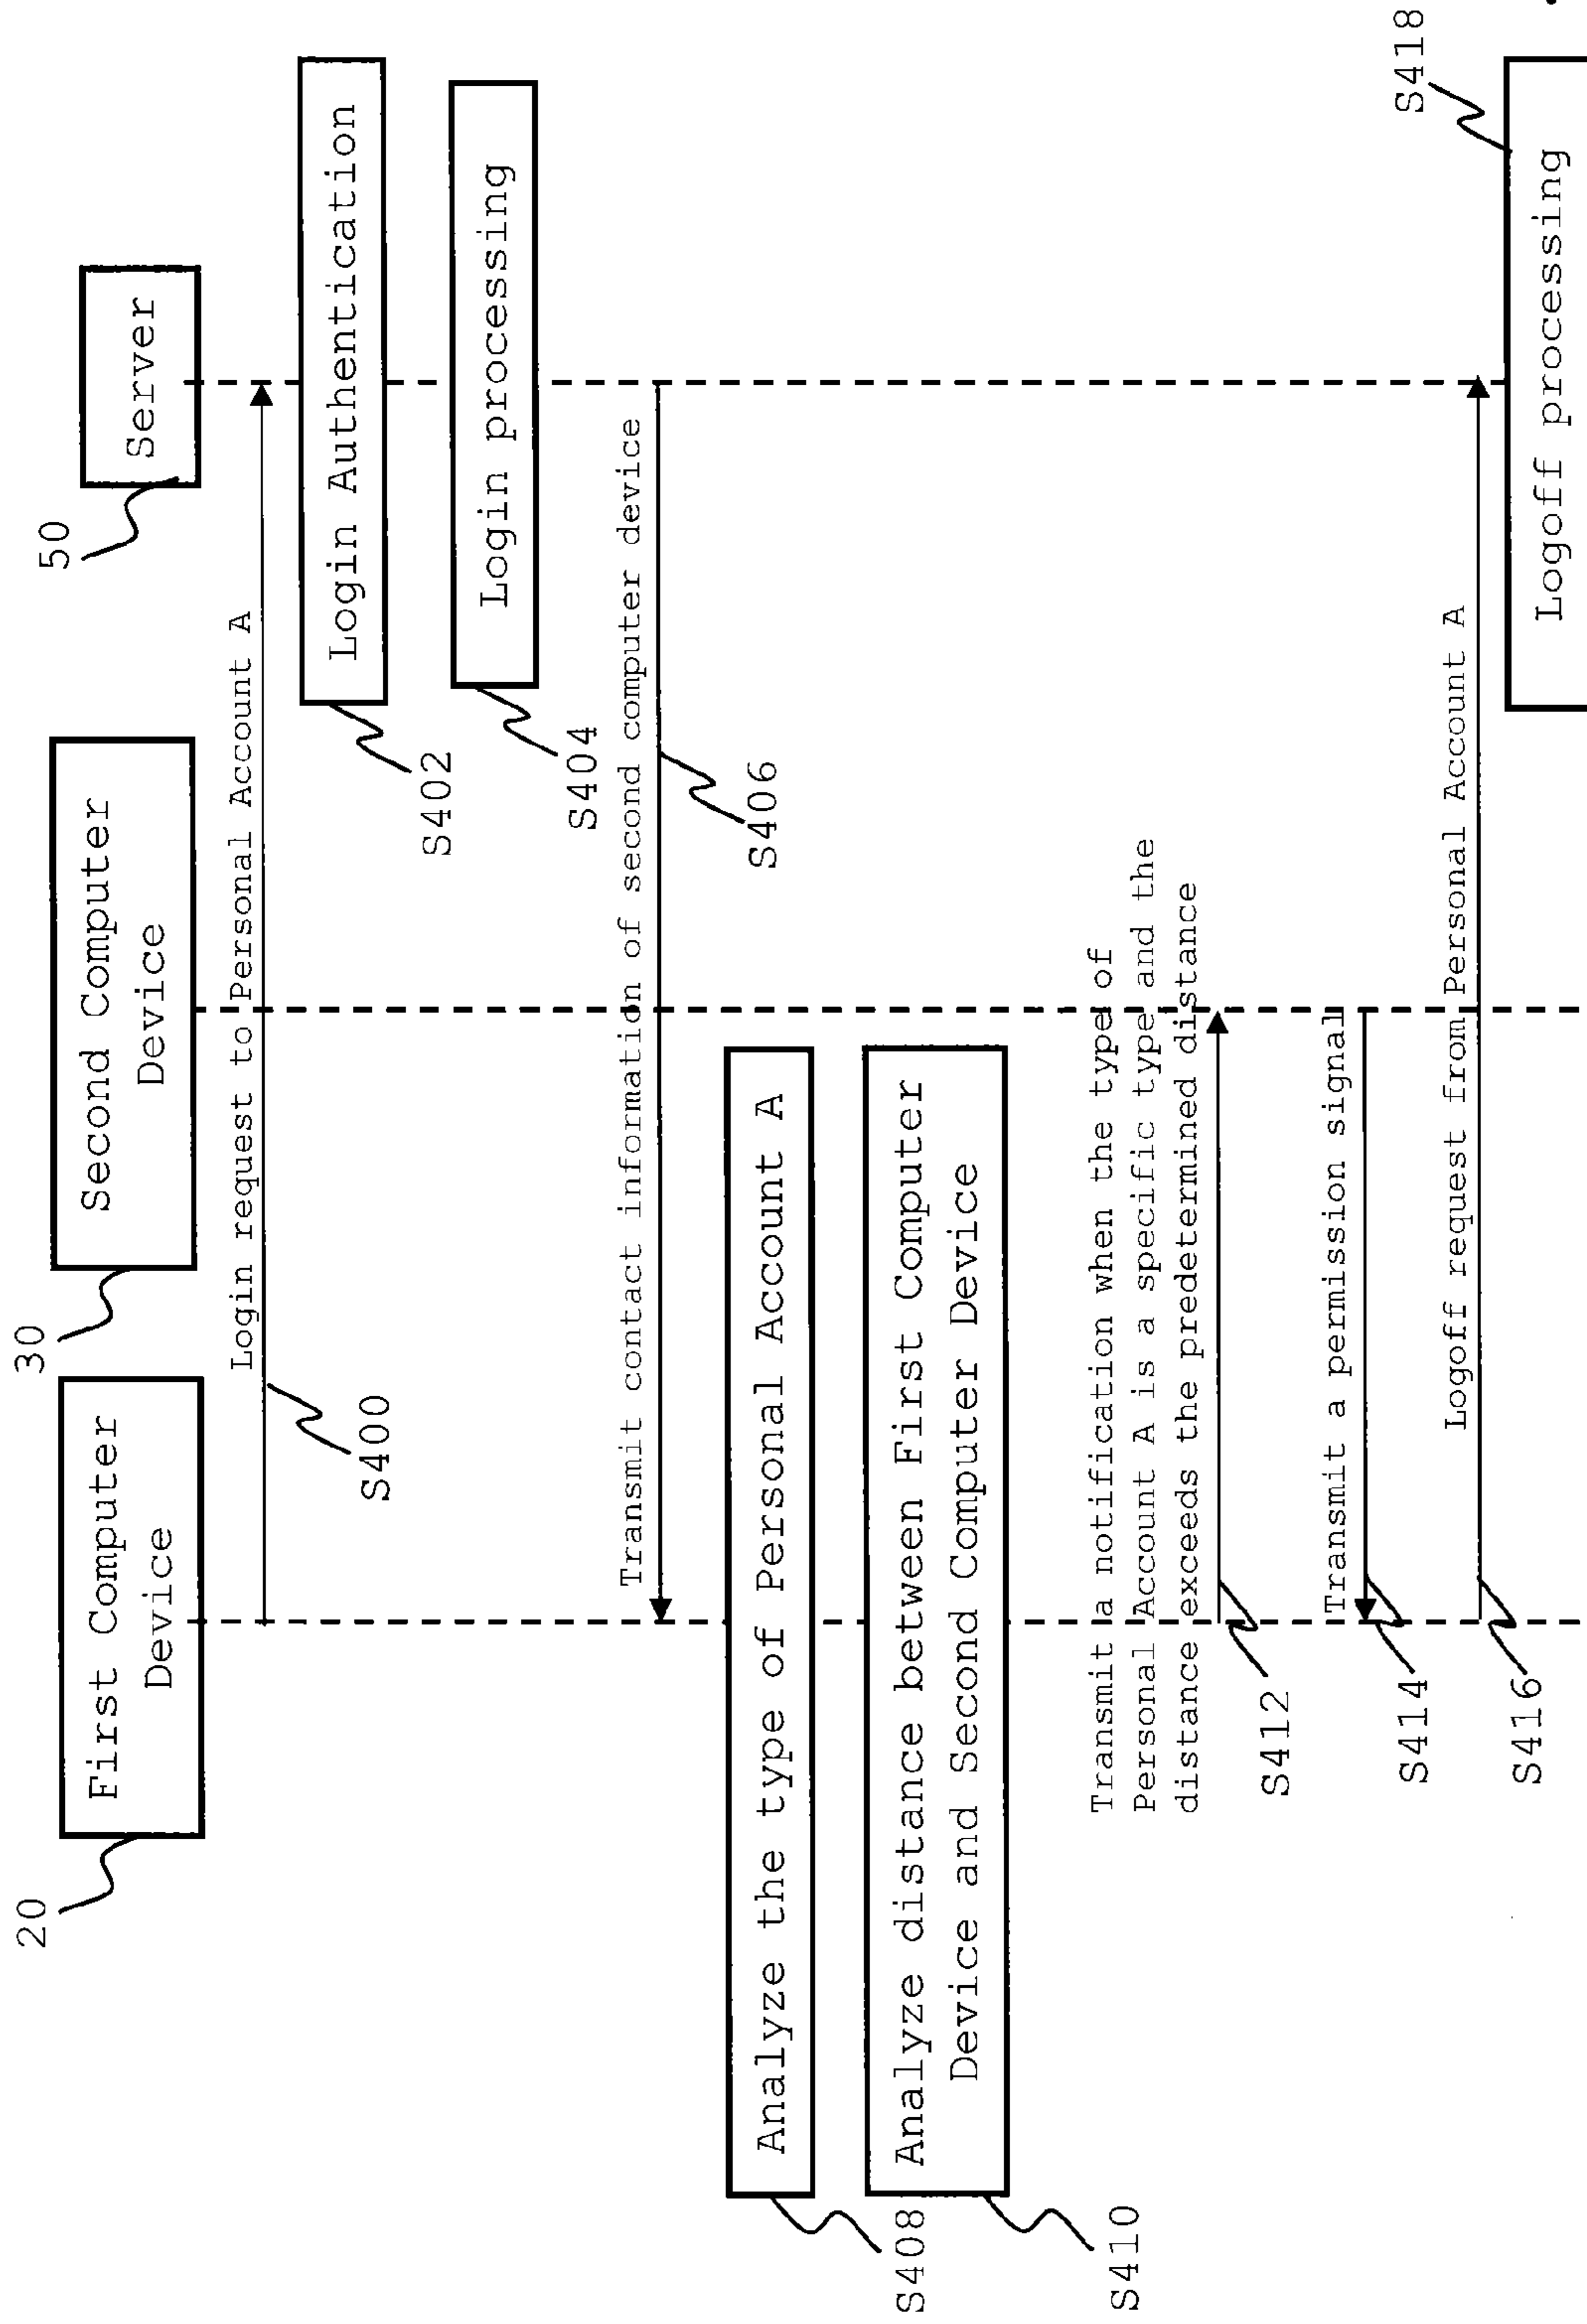 20
First Computer
Device
30
Second Computer
Device
50
Server
Login request to Personal Account A
S400
Login Authentication
S402
Login processing
S404
Transmit contact information of second computer device
S406
Analyze the type of Personal Account A
S408
Analyze distance between First Computer
Device and Second Computer Device
S410
Transmit a notification when the type of
Personal Account A is a specific type and the
distance exceeds the predetermined distance
S412
Transmit a permission signal
S414
Logoff request from Personal Account A
S416
S418
Logoff processing